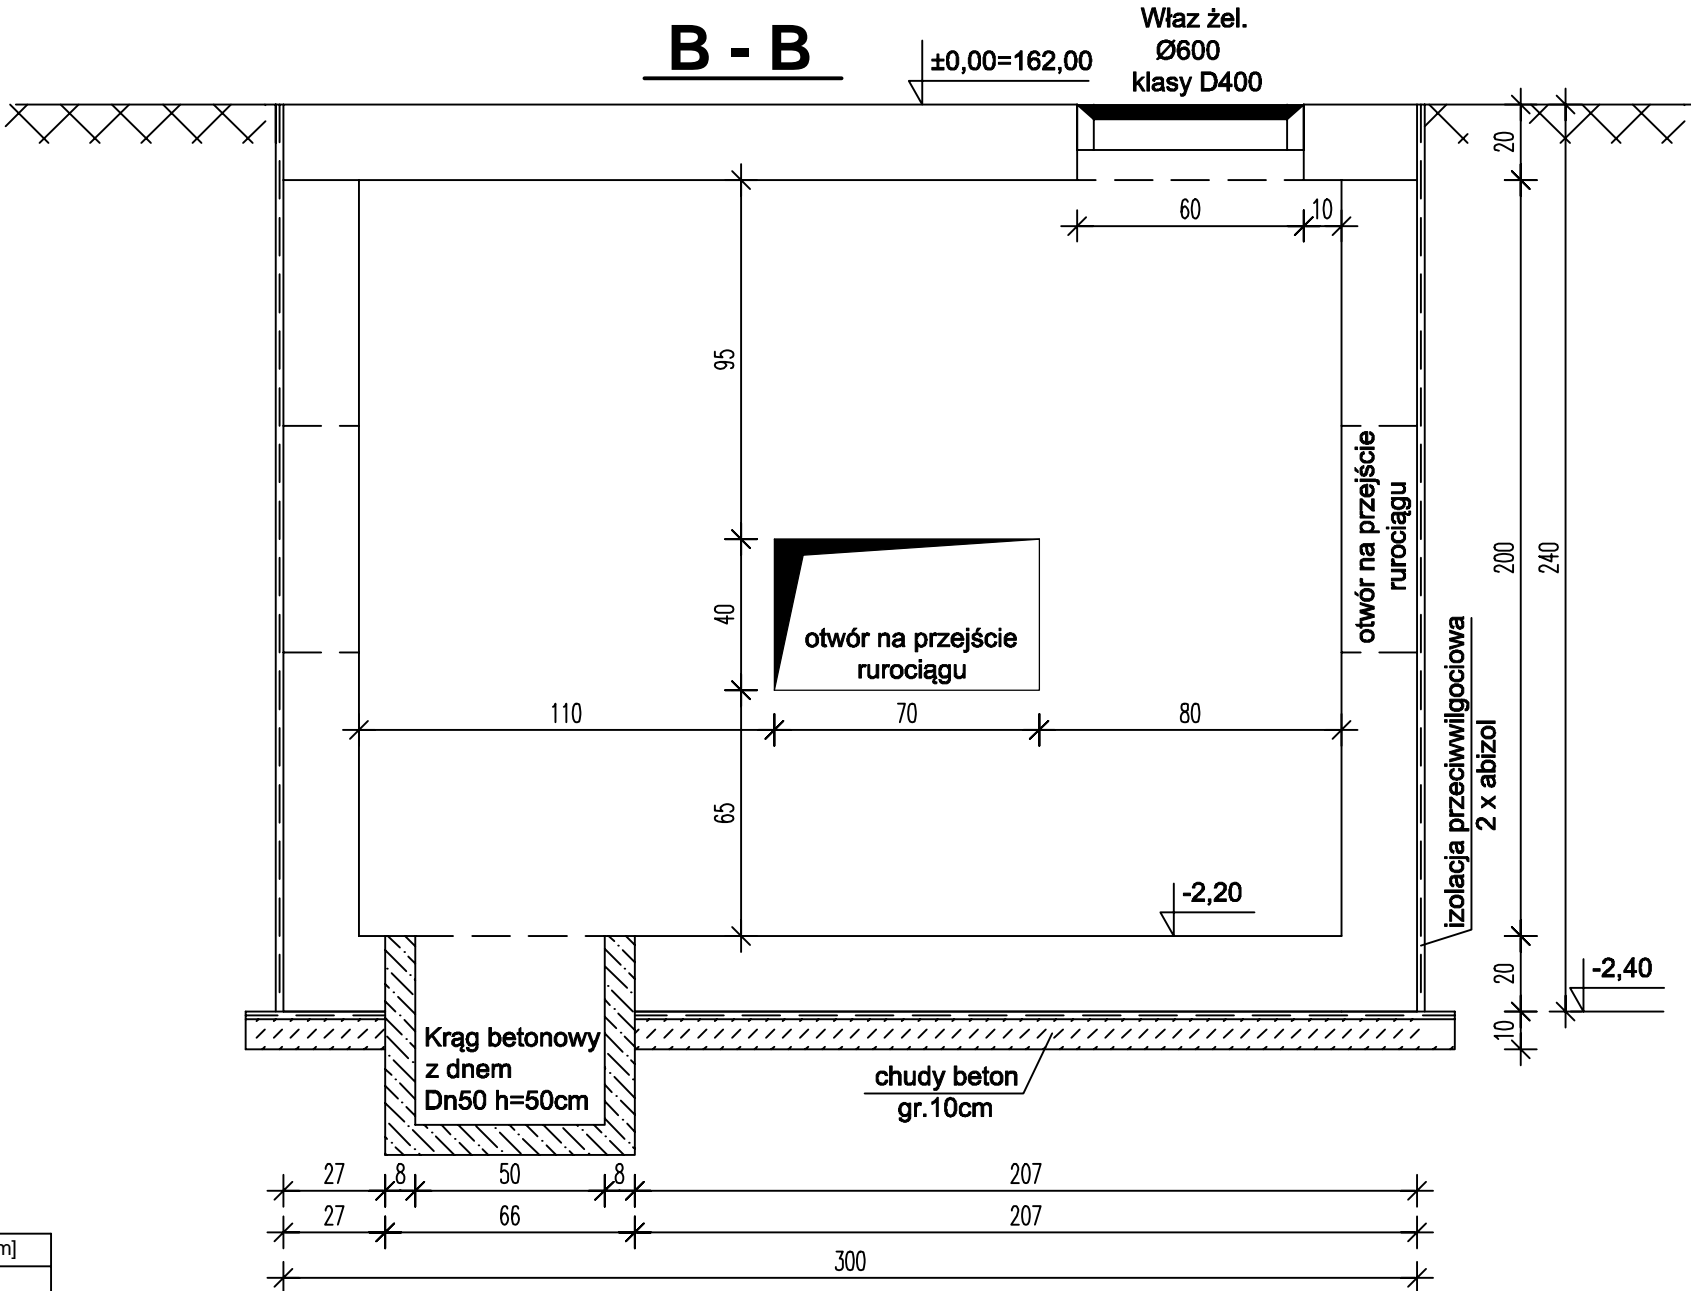 B - B
±0,00=162,00
Właz żel.
Ø600
klasy D400
20
60
10
95
otwór na przejście
rurociągu
200
240
40
otwór na przejście
rurociągu
110
70
80
izolacja przeciwwilgociowa
2 x abizol
65
-2,20
20
-2,40
10
Krąg betonowy
z dnem
Dn50 h=50cm
chudy beton
gr.10cm
27
8
50
8
207
27
66
207
m]
300